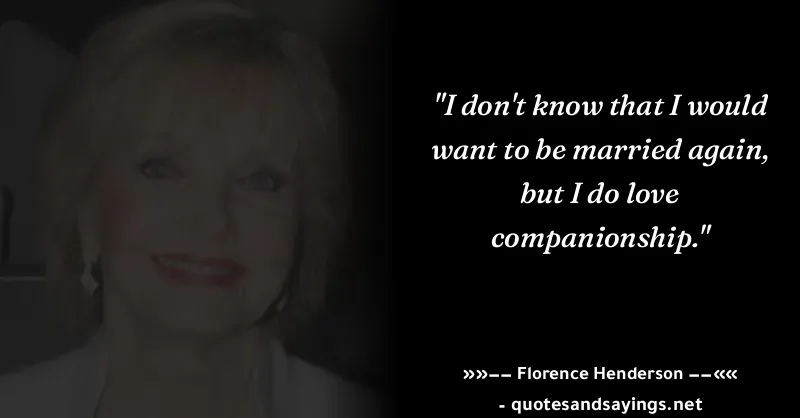 "I don't know that I would
want to be married again,
but I do love
companionship."
»»—— Florence Henderson ——««
- quotesandsayings.net